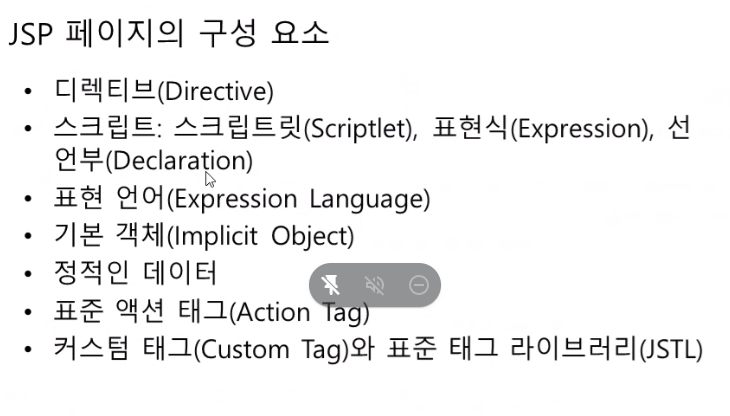 JSP 페이지의 구성 요소
• 디렉티브(Directive)
• 스크립트: 스크립트릿(Scriptlet), 표현식(Expression), 선
언부(Declaration)
• 표현 언어(Expression Language)
• 기본 객체(Implicit Object)
• 정적인 데이터
• 표준 액션 태그(Action Tag)
• 커스텀 태그(Custom Tag)와 표준 태그 라이브러리(JSTL)